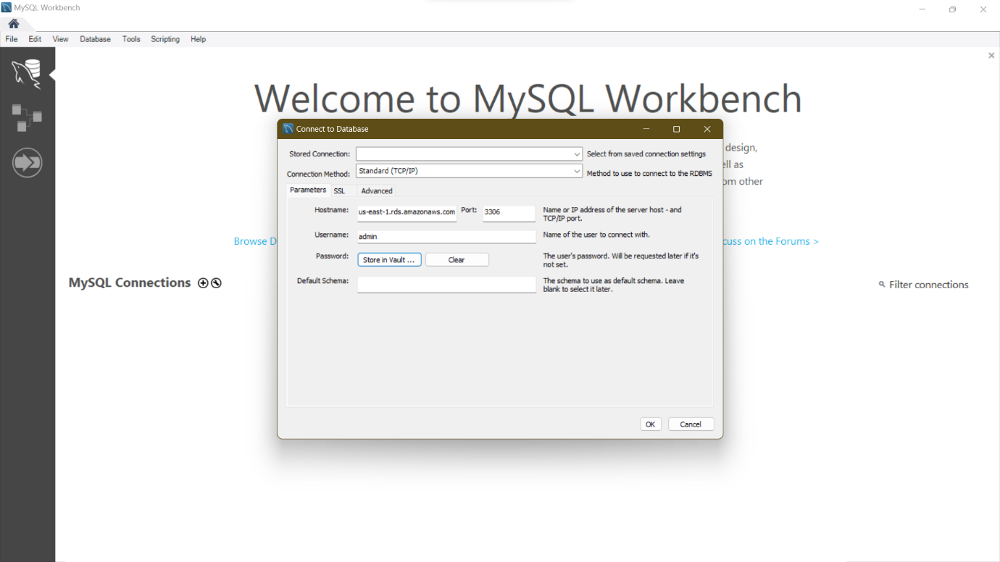 MySQL Workbench
File Edit View Database Tools Scripting Help
Welcome to MySQL Workbench
Connect to Database
design,
Stored Connection: Select from saved connection settings
ell as
Connection Method: Standard (TCP/IP) Method to use to connect to the RDBMS
om other
Parameters SSL Advanced
Hostname: us-east-1.rds.amazonaws.com Port: 3306 Name or IP address of the server host - and
TCP/IP port.
Username: admin Name of the user to connect with.
Browse D cuss on the Forums >
Password: Store in Vault ... Clear The user's password. Will be requested later if it's
not set.
Default Schema: The schema to use as default schema. Leave
blank to select it later.
MySQL Connections Filter connections
OK Cancel